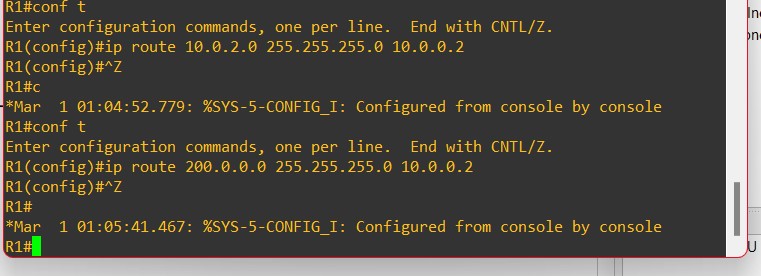 R1#conf t
Enter configuration commands, one per line.  End with CNTL/Z.
R1(config)#ip route 10.0.2.0 255.255.255.0 10.0.0.2
R1(config)#^Z
R1#c
*Mar  1 01:04:52.779: %SYS-5-CONFIG_I: Configured from console by console
R1#conf t
Enter configuration commands, one per line.  End with CNTL/Z.
R1(config)#ip route 200.0.0.0 255.255.255.0 10.0.0.2
R1(config)#^Z
R1#
*Mar  1 01:05:41.467: %SYS-5-CONFIG_I: Configured from console by console
R1#